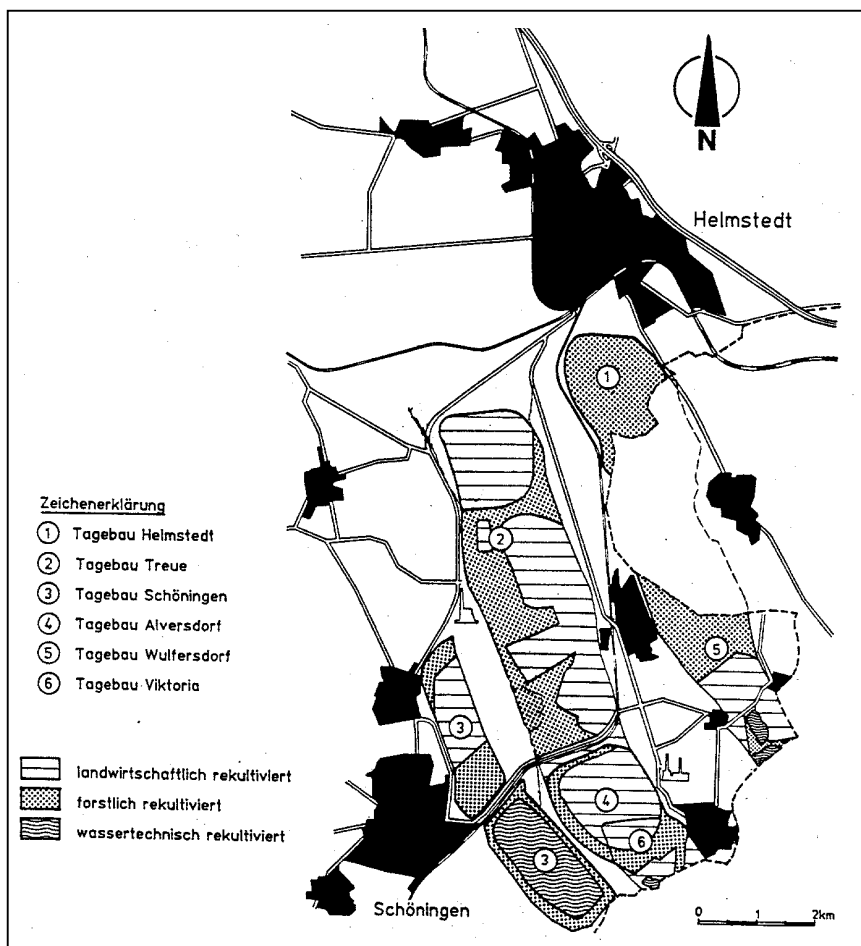 N
Helmstedt
1
2
3
4
5
6
3
Zeichenerklärung
1 Tagebau Helmstedt
2 Tagebau Treue
3 Tagebau Schöningen
4 Tagebau Alversdorf
5 Tagebau Wulfersdorf
6 Tagebau Viktoria
landwirtschaftlich rekultiviert
forstlich rekultiviert
wassertechnisch rekultiviert
Schöningen
0 1 2km